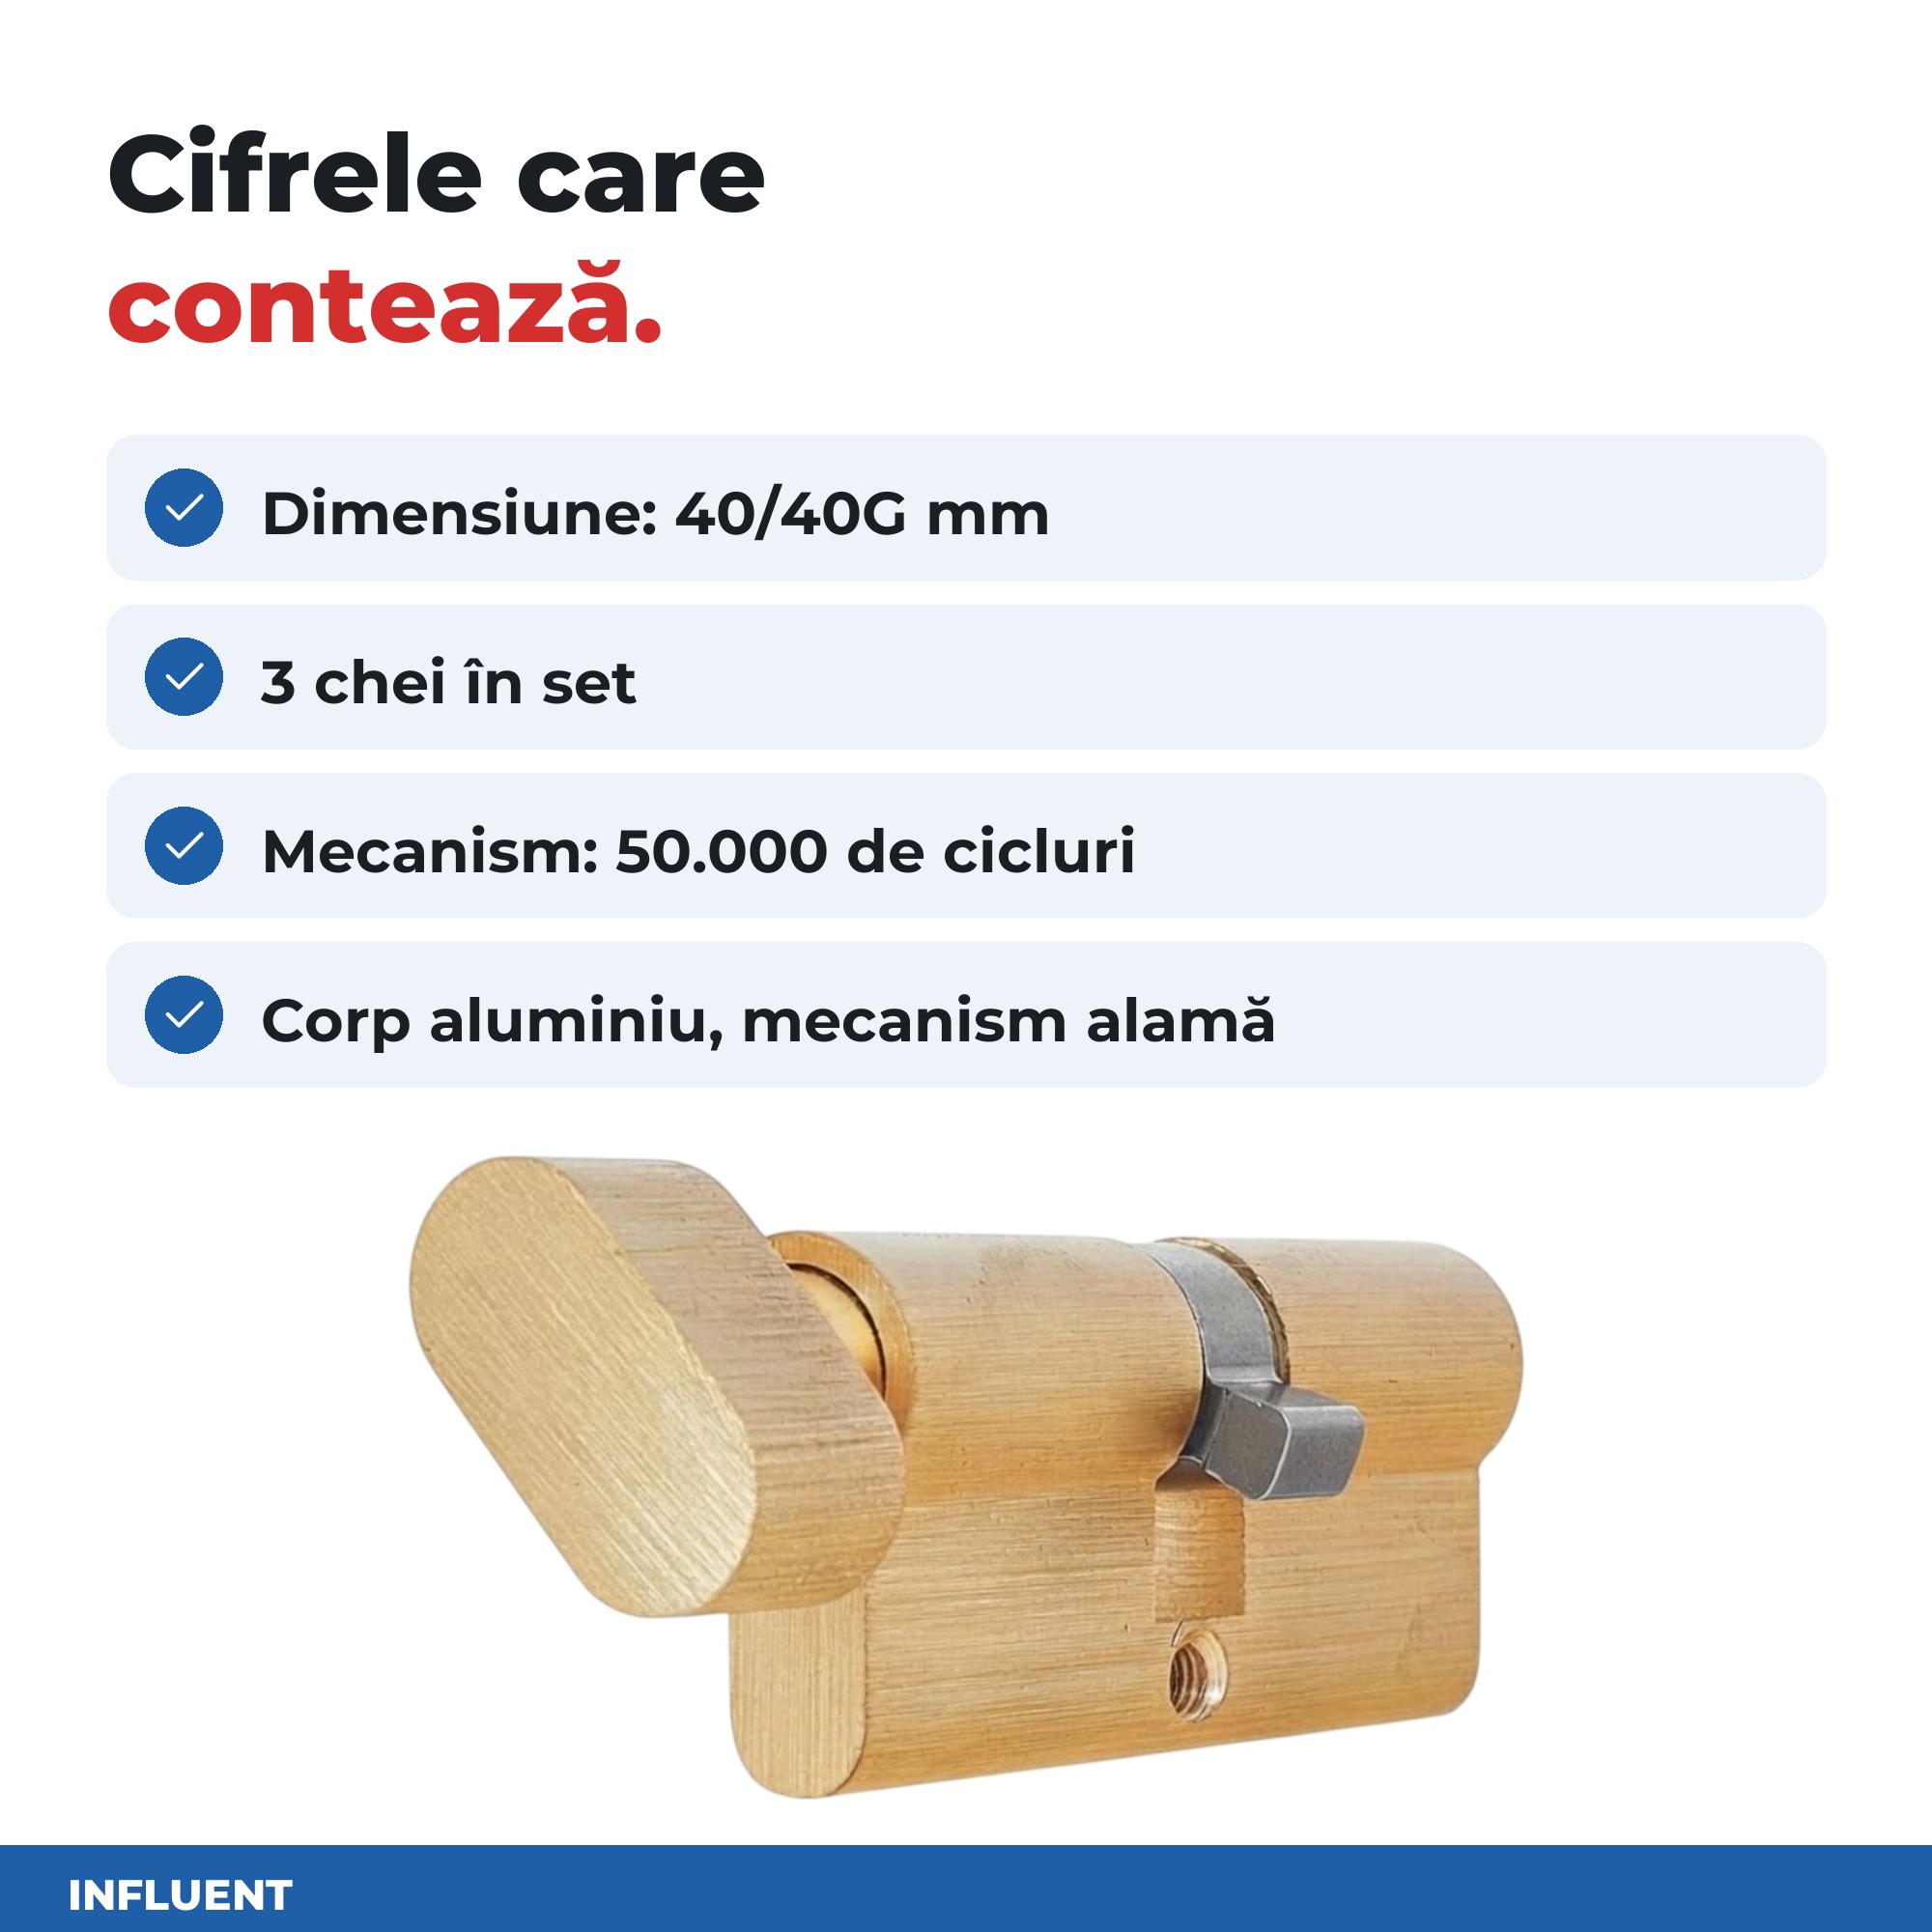 Cifrele care
contează.
Dimensiune: 40/40G mm
3 chei în set
Mecanism: 50.000 de cicluri
Corp aluminiu, mecanism alamă
INFLUENT